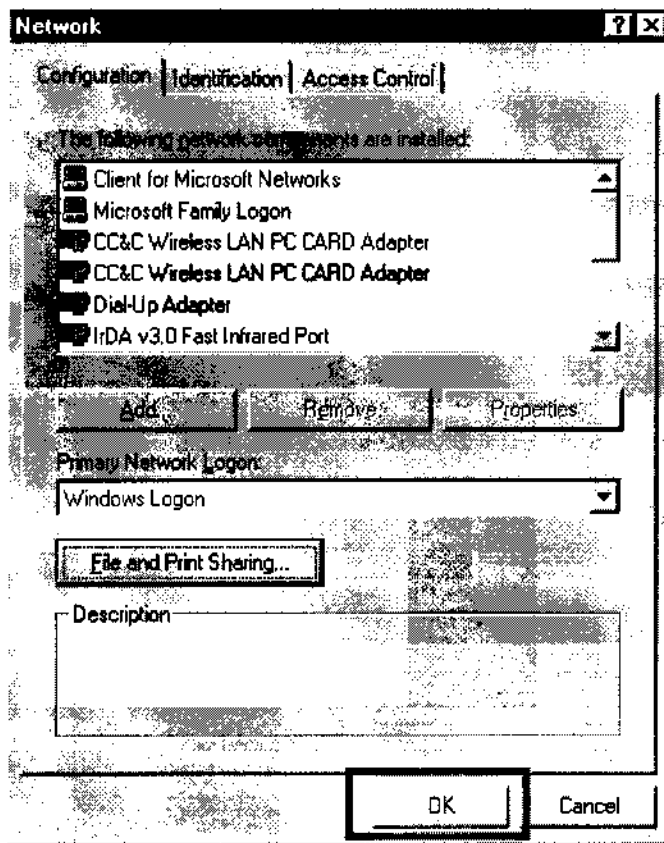 Network
Configuration Identification Access Control
The following network components are installed:
Client for Microsoft Networks
Microsoft Family Logon
CC&C Wireless LAN PC CARD Adapter
CC&C Wireless LAN PC CARD Adapter
Dial-Up Adapter
IrDA v3.0 Fast Infrared Port
Add... Remove Properties
Primary Network Logon:
Windows Logon
File and Print Sharing...
Description
OK Cancel